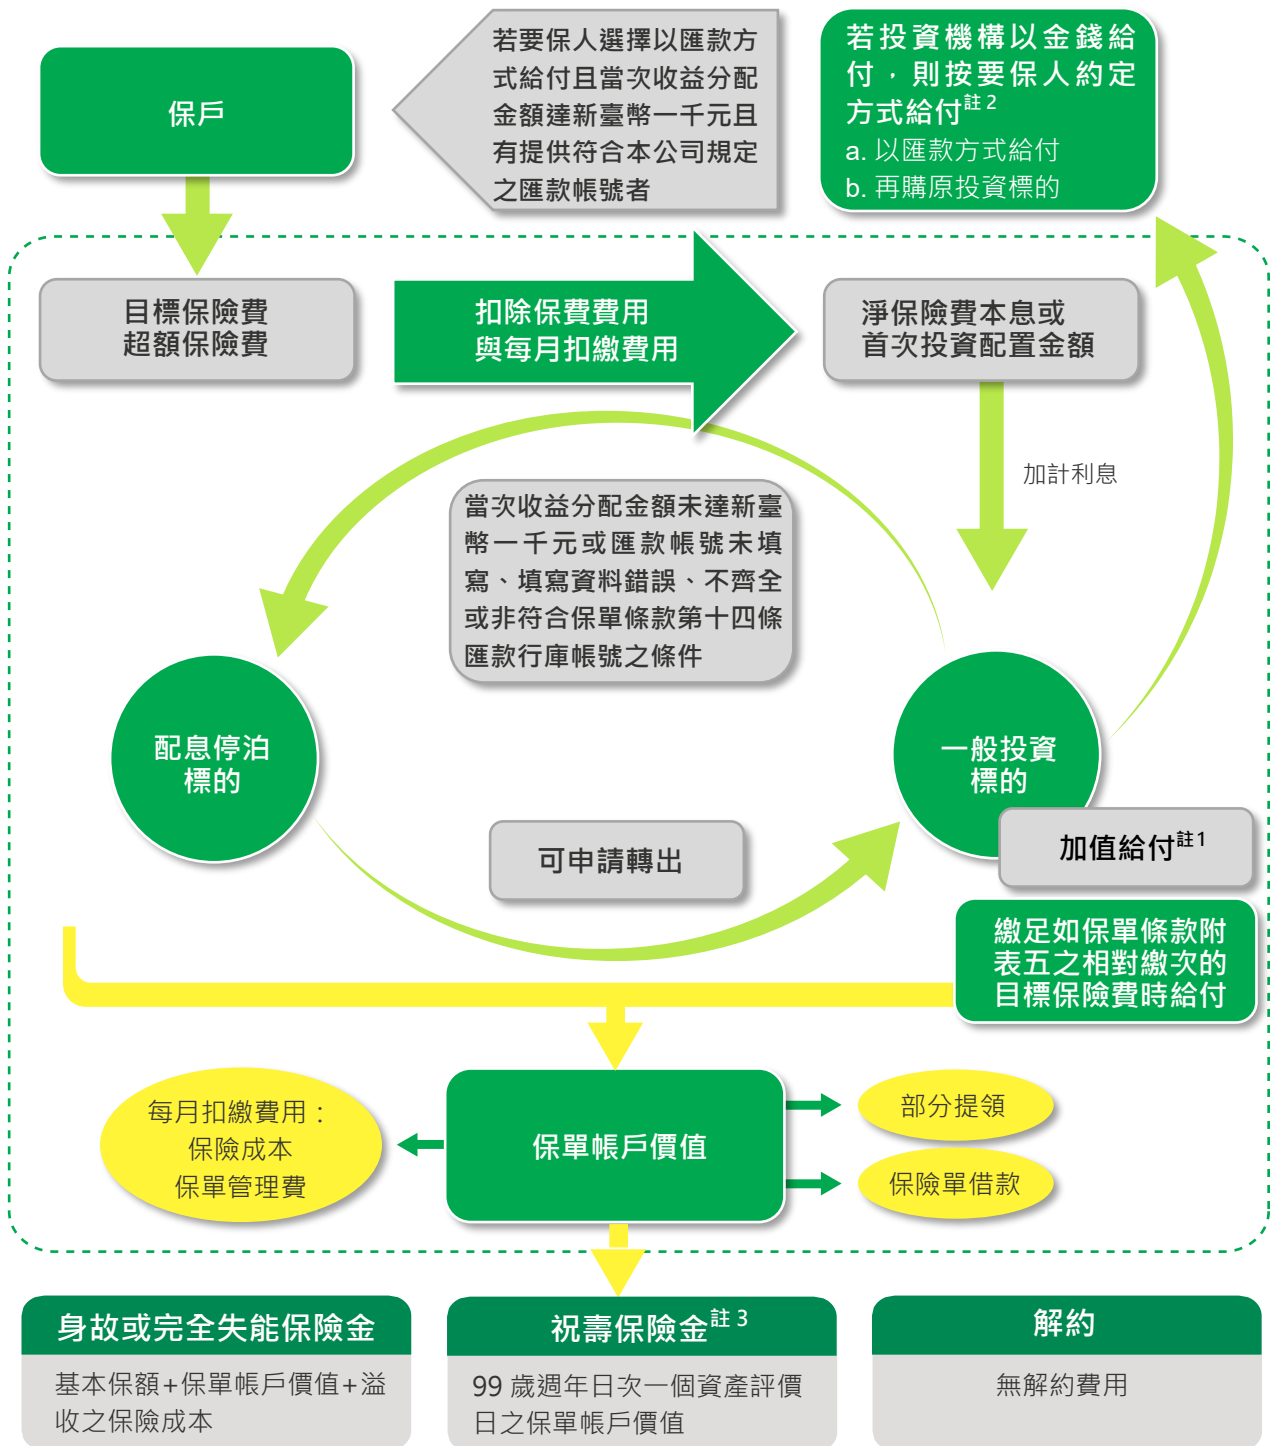 保戶
若要保人選擇以匯款方
式給付且當次收益分配
金額達新臺幣一千元且
有提供符合本公司規定
之匯款帳號者
若投資機構以金錢給
付，則按要保人約定
方式給付註 2
a. 以匯款方式給付
b. 再購原投資標的
目標保險費
超額保險費
扣除保費費用
與每月扣繳費用
淨保險費本息或
首次投資配置金額
加計利息
當次收益分配金額未達新臺
幣一千元或匯款帳號未填
寫、填寫資料錯誤、不齊全
或非符合保單條款第十四條
匯款行庫帳號之條件
配息停泊
標的
一般投資
標的
可申請轉出
加值給付註1
繳足如保單條款附
表五之相對繳次的
目標保險費時給付
每月扣繳費用：
保險成本
保單管理費
保單帳戶價值
部分提領
保險單借款
身故或完全失能保險金
基本保額+保單帳戶價值+溢
收之保險成本
祝壽保險金註 3
99 歲週年日次一個資產評價
日之保單帳戶價值
解約
無解約費用